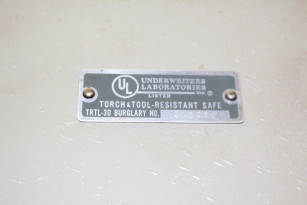 UL
UNDERWRITERS
LABORATORIES
INC.®
LISTED
TORCH & TOOL-RESISTANT SAFE
TRTL-30 BURGLARY NO.